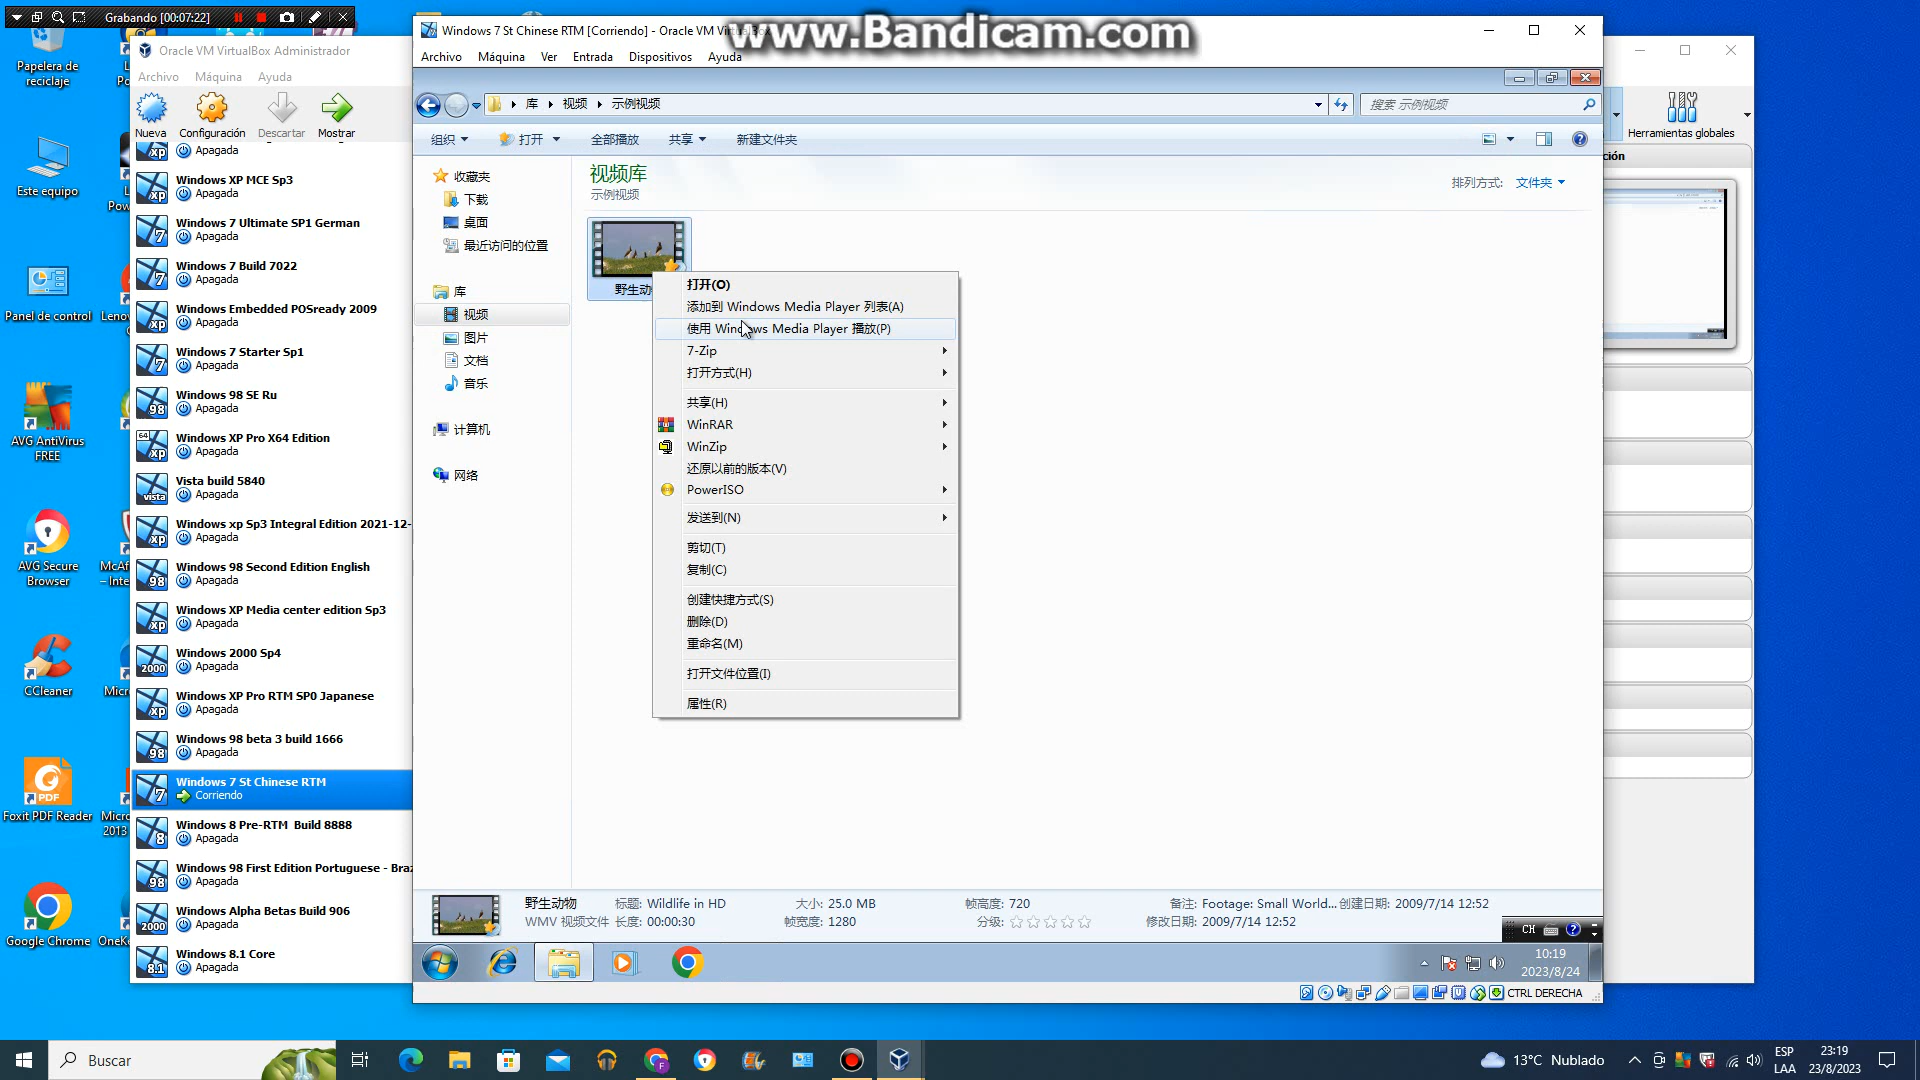 Grabando [00:07:22]
www.Bandicam.com
Papelera de
reciclaje
Este equipo
Panel de control
AVG AntiVirus
FREE
AVG Secure
Browser
CCleaner
Foxit PDF Reader
Google Chrome
Oracle VM VirtualBox Administrador
Archivo Máquina Ayuda
Nueva Configuración Descartar Mostrar
Apagada
Windows XP MCE Sp3
Apagada
Windows 7 Ultimate SP1 German
Apagada
Windows 7 Build 7022
Apagada
Windows Embedded POSready 2009
Apagada
Windows 7 Starter Sp1
Apagada
Windows 98 SE Ru
Apagada
Windows XP Pro X64 Edition
Apagada
Vista build 5840
Apagada
Windows xp Sp3 Integral Edition 2021-12-
Apagada
Windows 98 Second Edition English
Apagada
Windows XP Media center edition Sp3
Apagada
Windows 2000 Sp4
Apagada
Windows XP Pro RTM SP0 Japanese
Apagada
Windows 98 beta 3 build 1666
Apagada
Windows 7 St Chinese RTM
Corriendo
Windows 8 Pre-RTM Build 8888
Apagada
Windows 98 First Edition Portuguese - Braz
Apagada
Windows Alpha Betas Build 906
Apagada
Windows 8.1 Core
Apagada
Windows 7 St Chinese RTM [Corriendo] - Oracle VM
Archivo Máquina Ver Entrada Dispositivos Ayuda
库 视频 示例视频
搜索 示例视频
组织 打开 全部播放 共享 新建文件夹
收藏夹
下载
桌面
最近访问的位置
库
视频
图片
文档
音乐
计算机
网络
视频库
示例视频
排列方式: 文件夹
野生动
打开(O)
添加到 Windows Media Player 列表(A)
使用 Windows Media Player 播放(P)
7-Zip
打开方式(H)
共享(H)
WinRAR
WinZip
还原以前的版本(V)
PowerISO
发送到(N)
剪切(T)
复制(C)
创建快捷方式(S)
删除(D)
重命名(M)
打开文件位置(I)
属性(R)
野生动物 标题: Wildlife in HD 大小: 25.0 MB 帧高度: 720 备注: Footage: Small World... 创建日期: 2009/7/14 12:52
WMV 视频文件 长度: 00:00:30 帧宽度: 1280 分级: 修改日期: 2009/7/14 12:52
CH
10:19
2023/8/24
CTRL DERECHA
Herramientas globales
ción
Buscar
13°C Nublado
ESP
LAA
23:19
23/8/2023